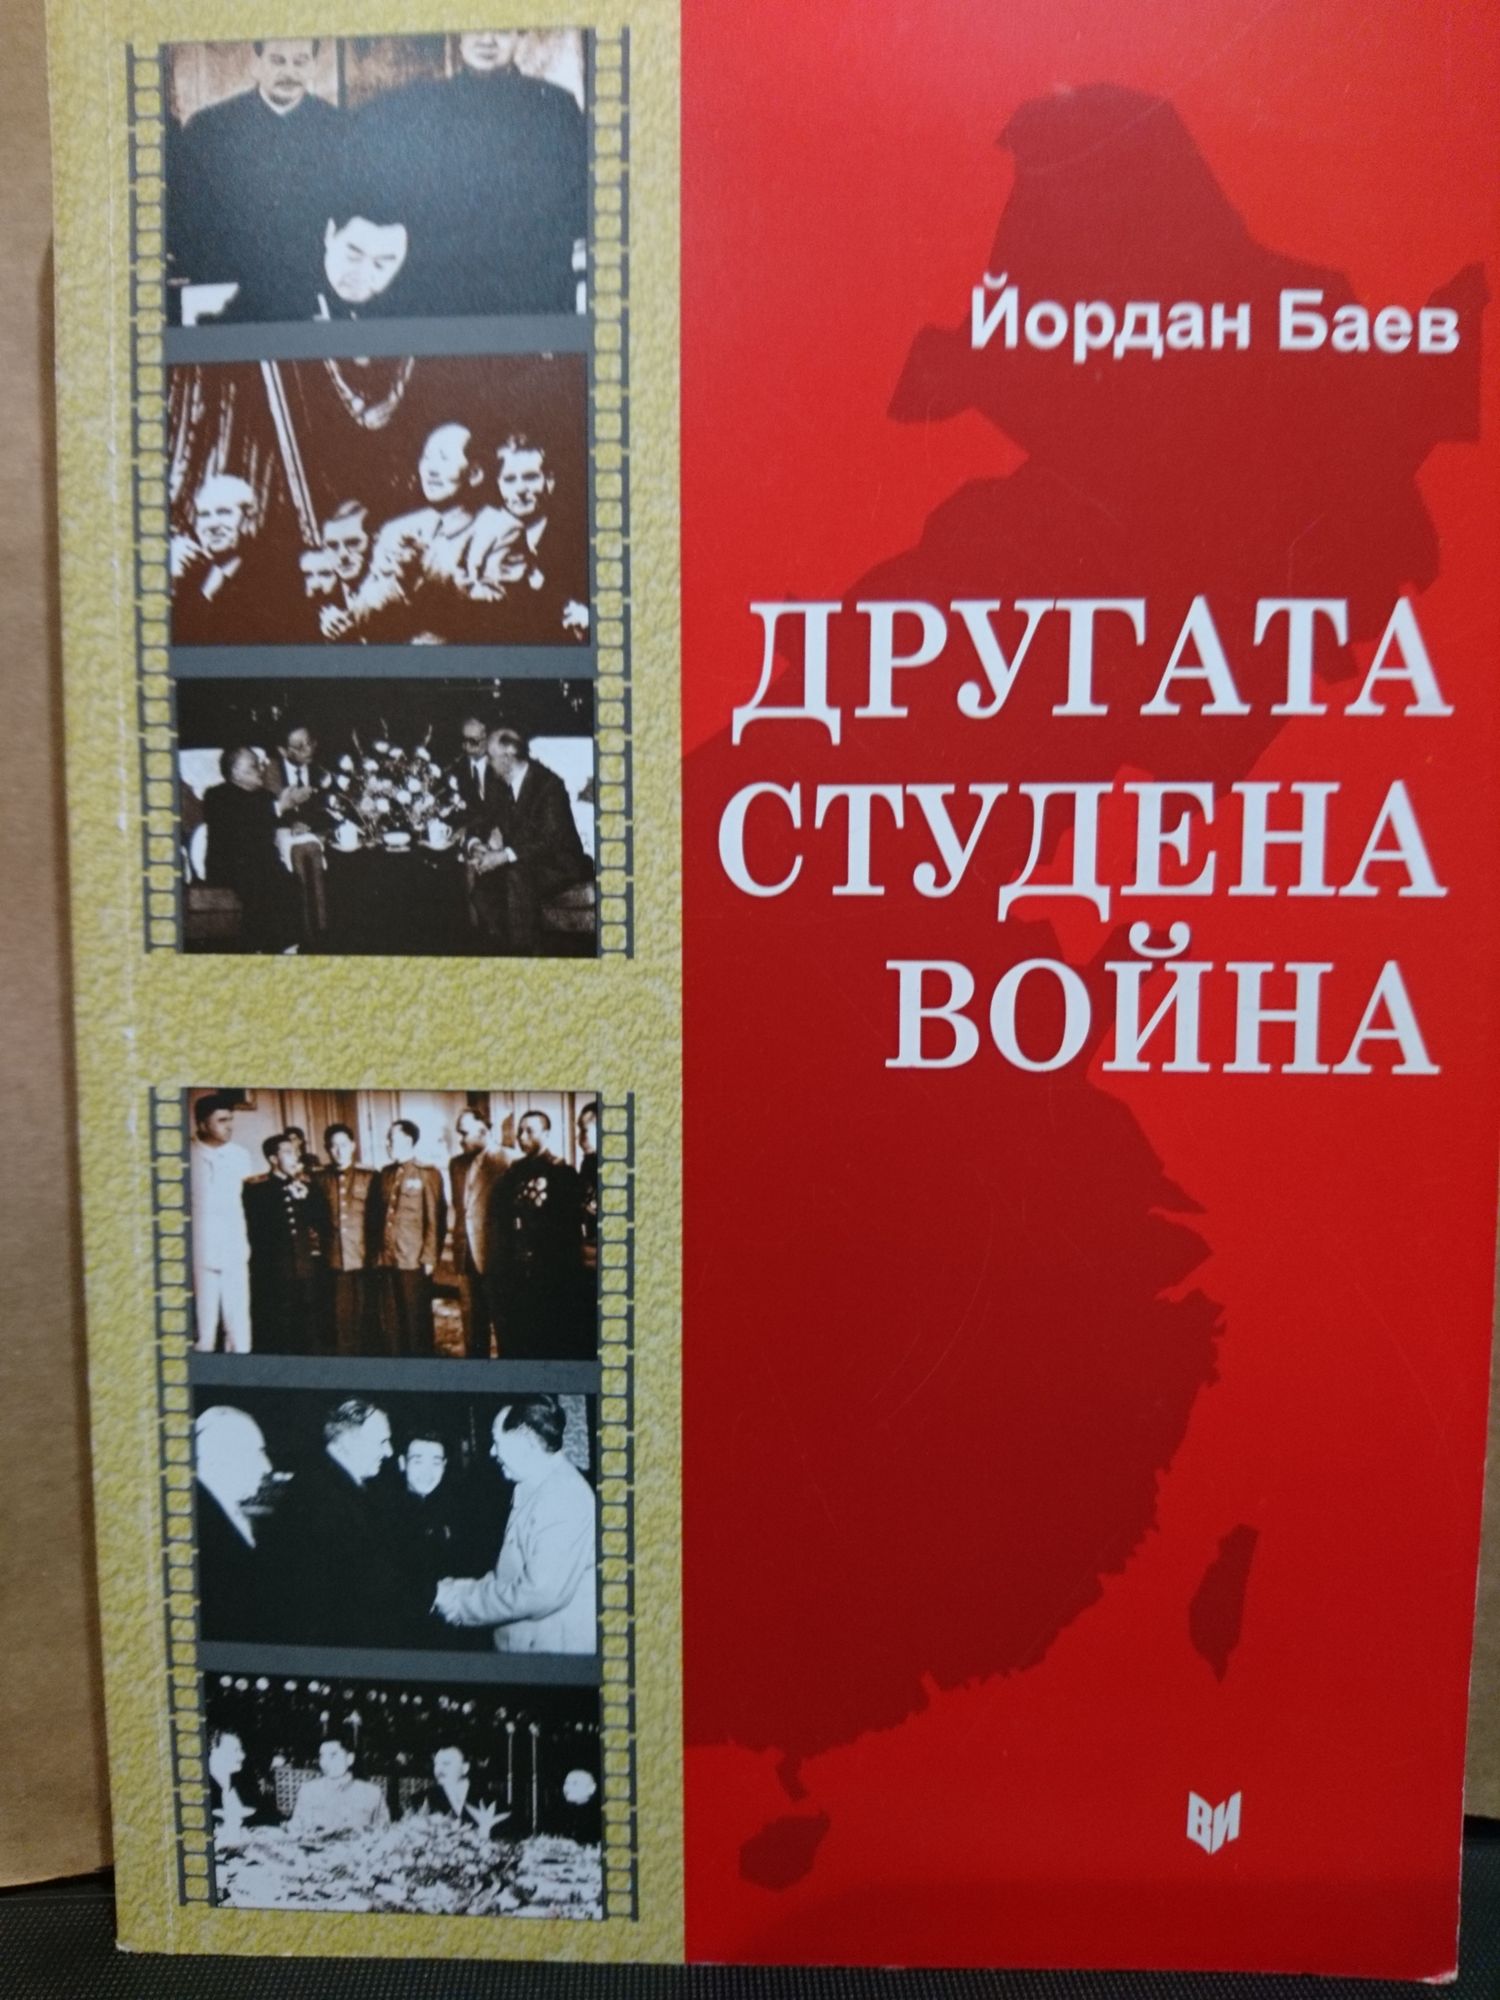 Йордан Баев
ДРУГАТА
СТУДЕНА
ВОЙНА
ВИ